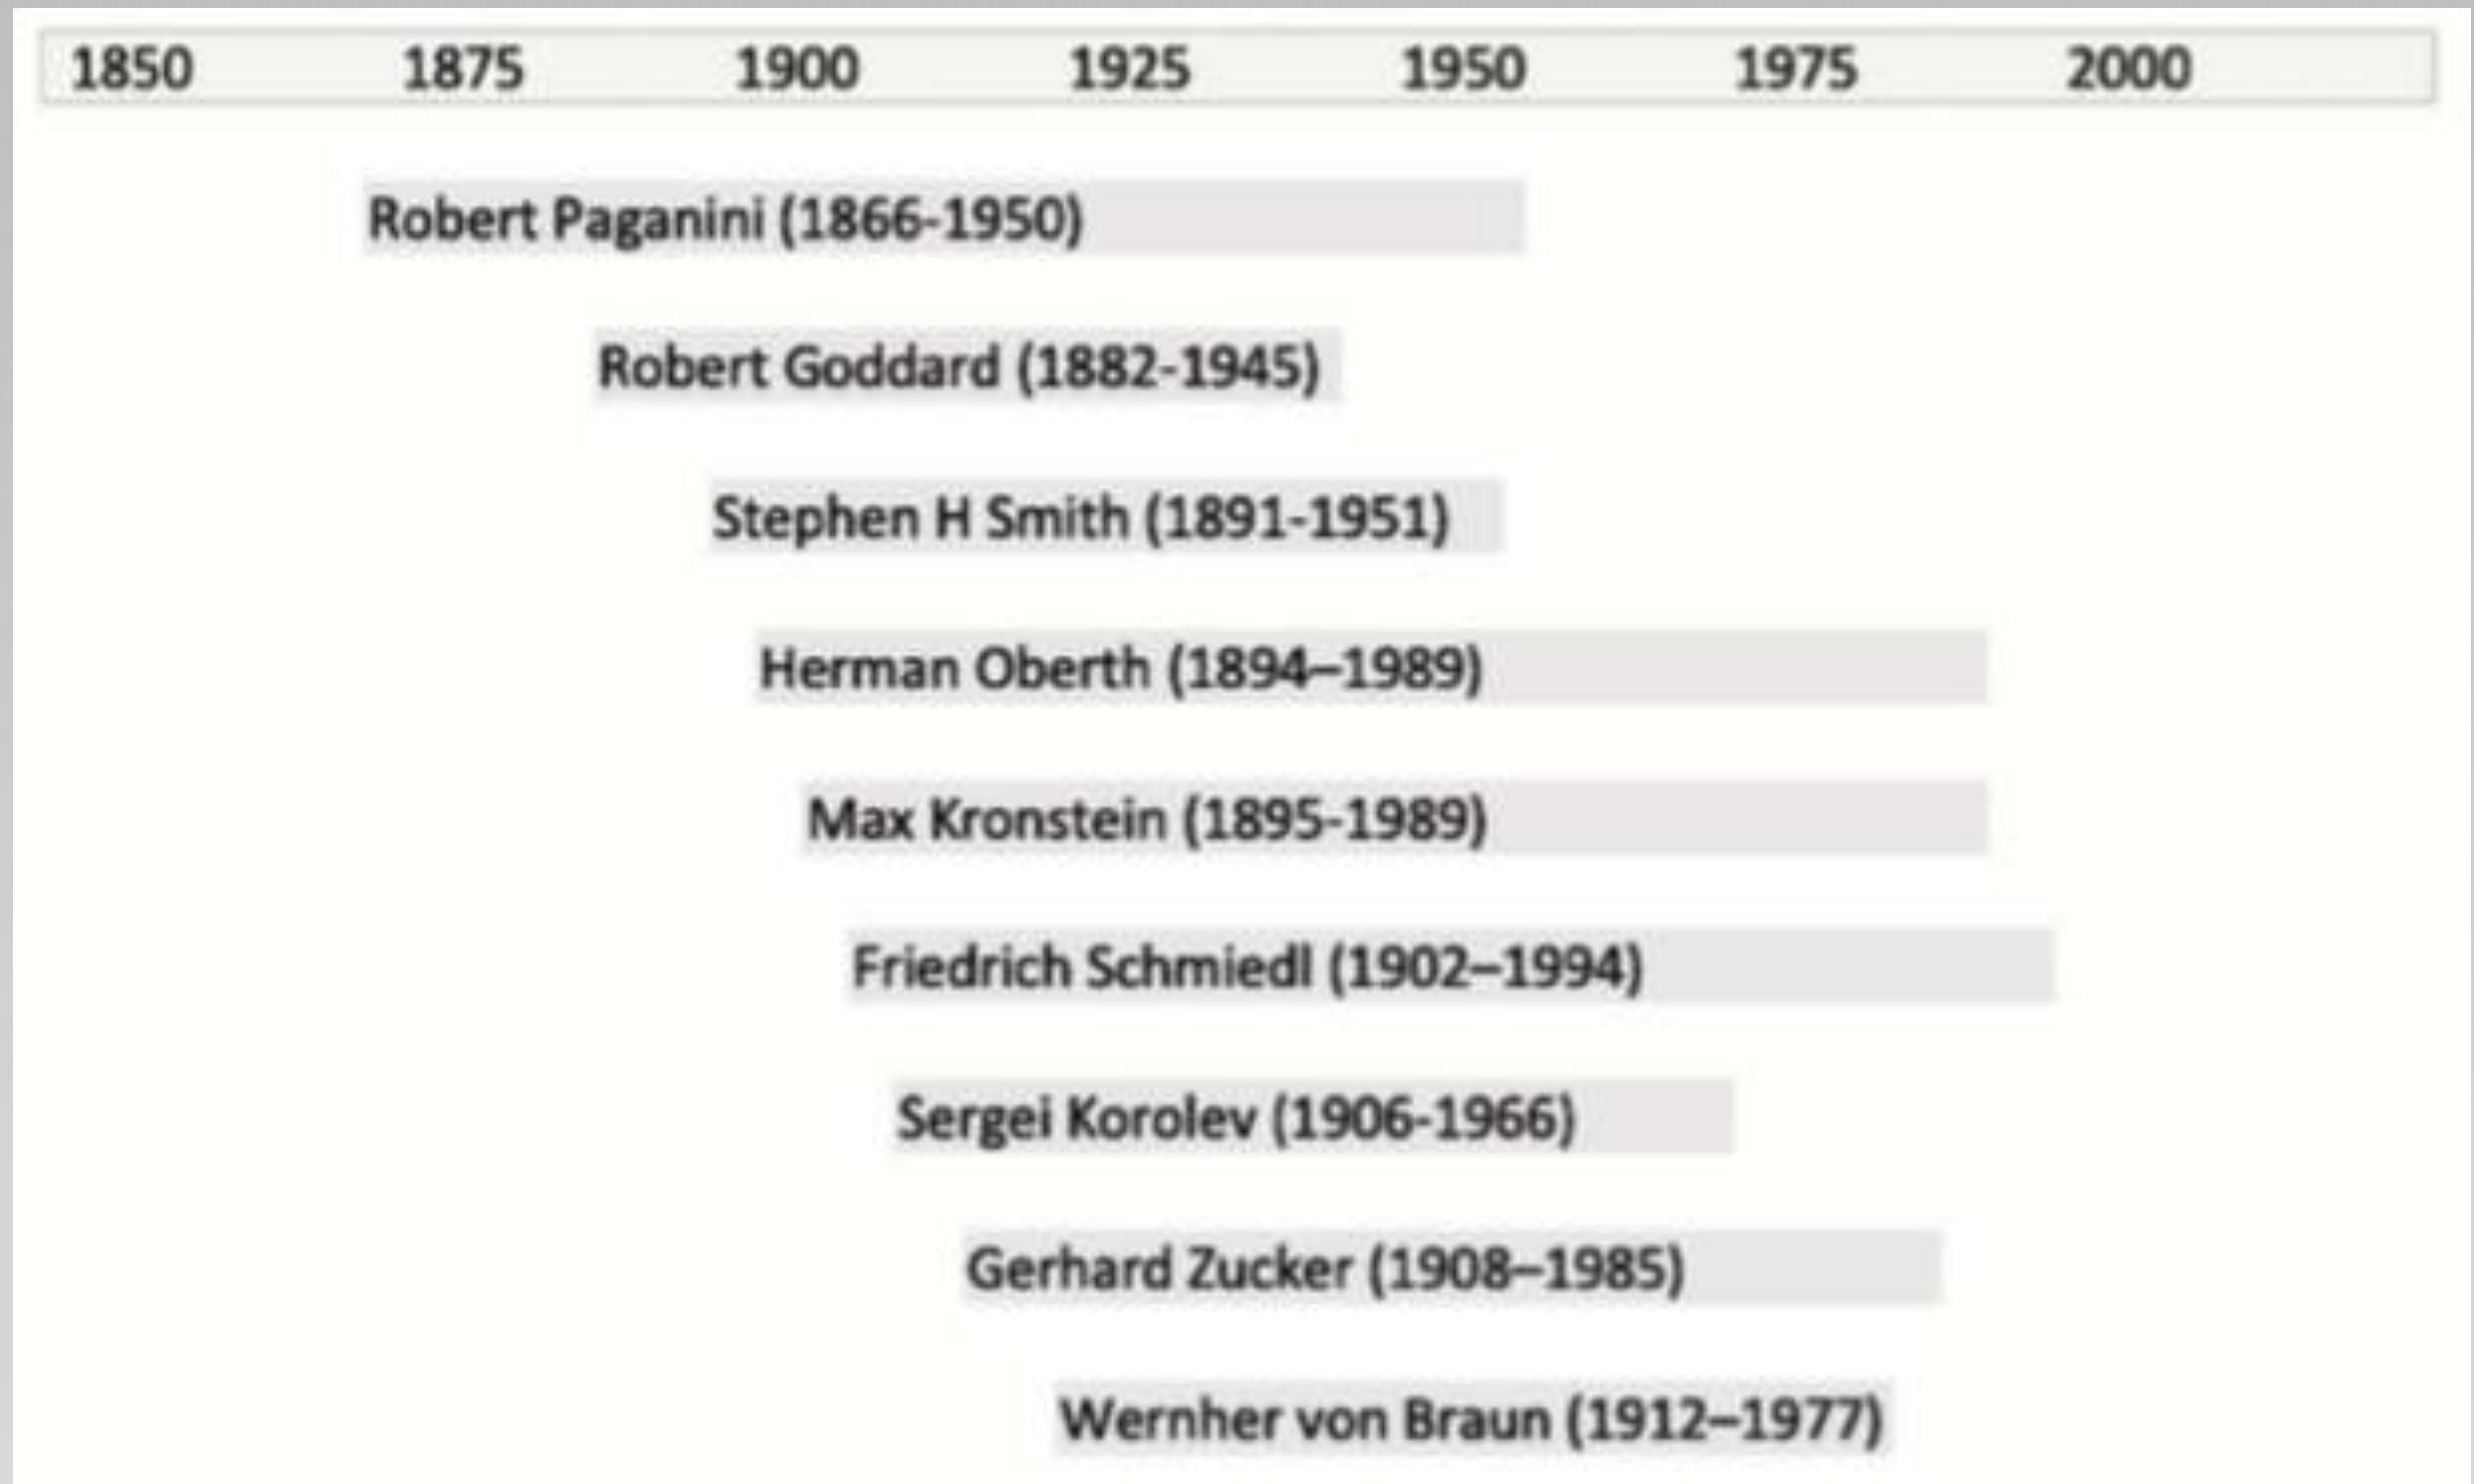 1850 1875 1900 1925 1950 1975 2000
Robert Paganini (1866-1950)
Robert Goddard (1882-1945)
Stephen H Smith (1891-1951)
Herman Oberth (1894–1989)
Max Kronstein (1895-1989)
Friedrich Schmiedl (1902–1994)
Sergei Korolev (1906-1966)
Gerhard Zucker (1908–1985)
Wernher von Braun (1912–1977)